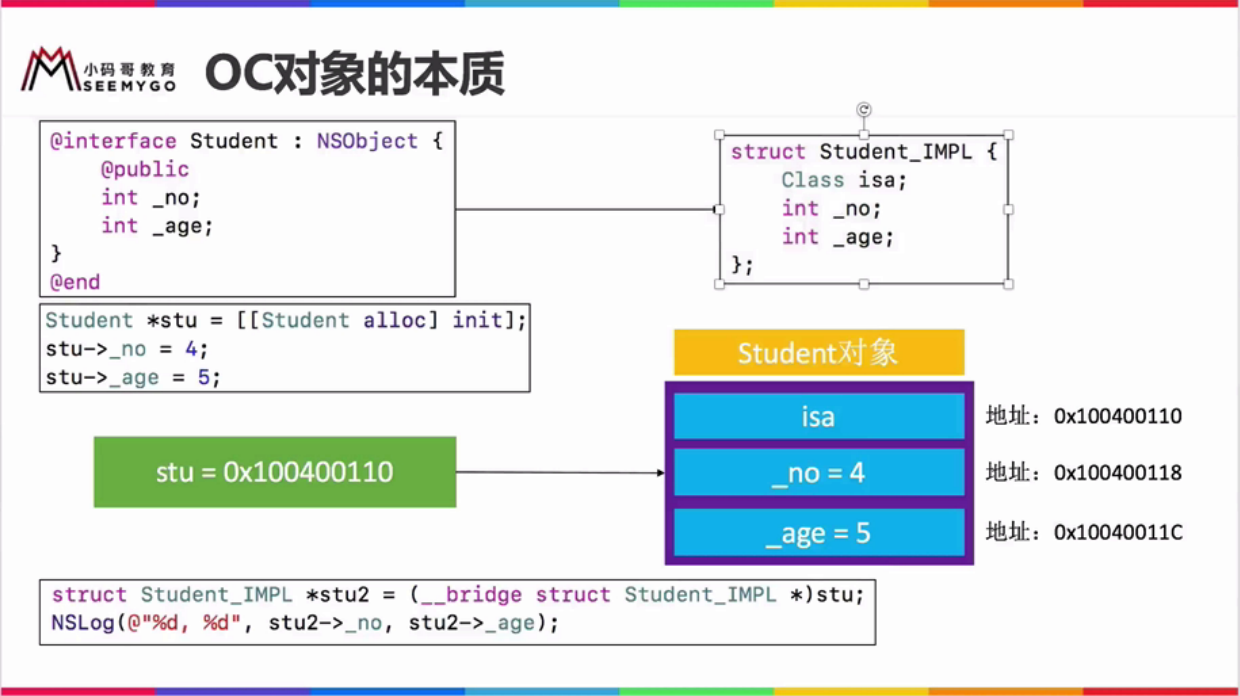 小码哥教育
SEEMYGO
OC对象的本质
@interface Student : NSObject {
    @public
    int _no;
    int _age;
}
@end
struct Student_IMPL {
    Class isa;
    int _no;
    int _age;
};
Student *stu = [[Student alloc] init];
stu->_no = 4;
stu->_age = 5;
Student对象
isa
地址：0x100400110
stu = 0x100400110
_no = 4
地址：0x100400118
_age = 5
地址：0x10040011C
struct Student_IMPL *stu2 = (__bridge struct Student_IMPL *)stu;
NSLog(@"%d, %d", stu2->_no, stu2->_age);